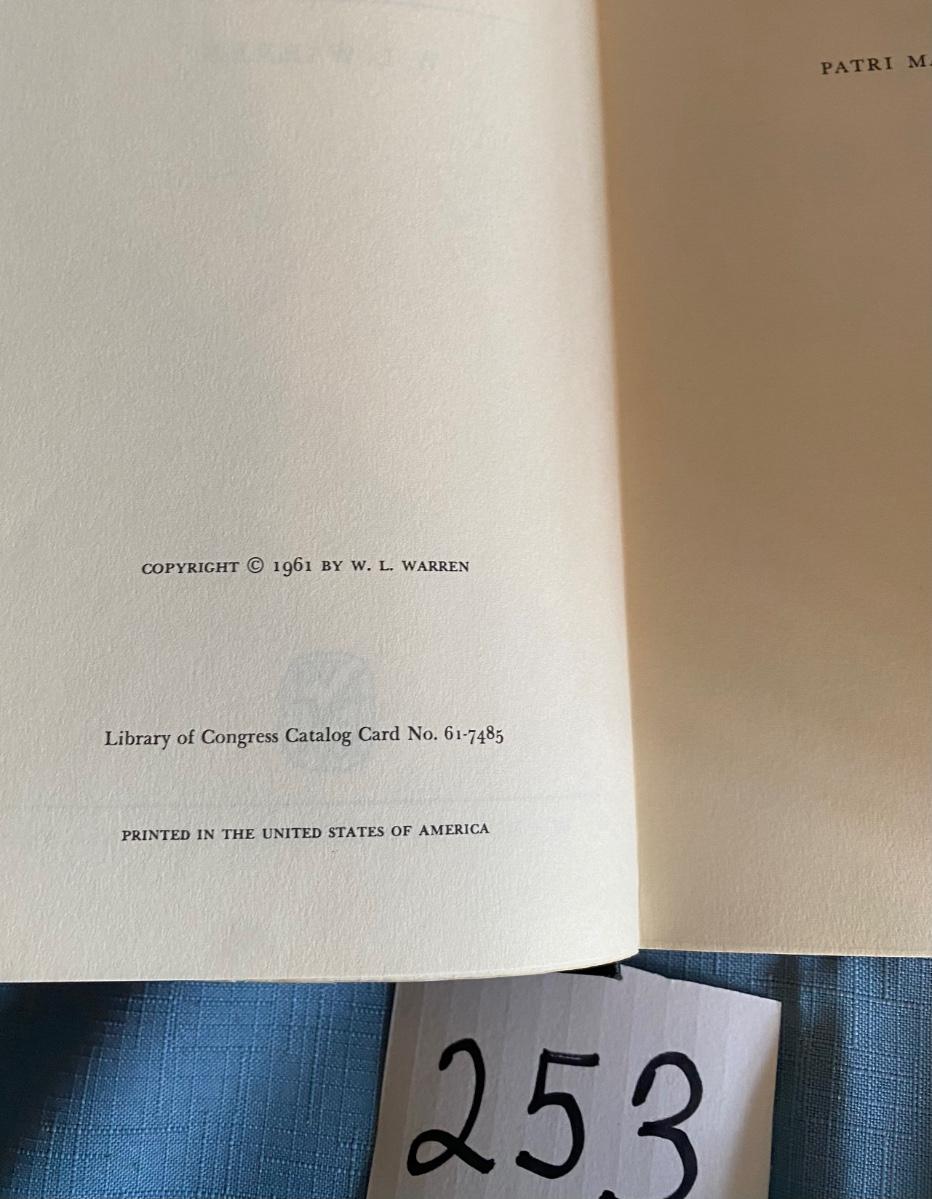 COPYRIGHT © 1961 BY W. L. WARREN
Library of Congress Catalog Card No. 61-7485
PRINTED IN THE UNITED STATES OF AMERICA
PATRI
253